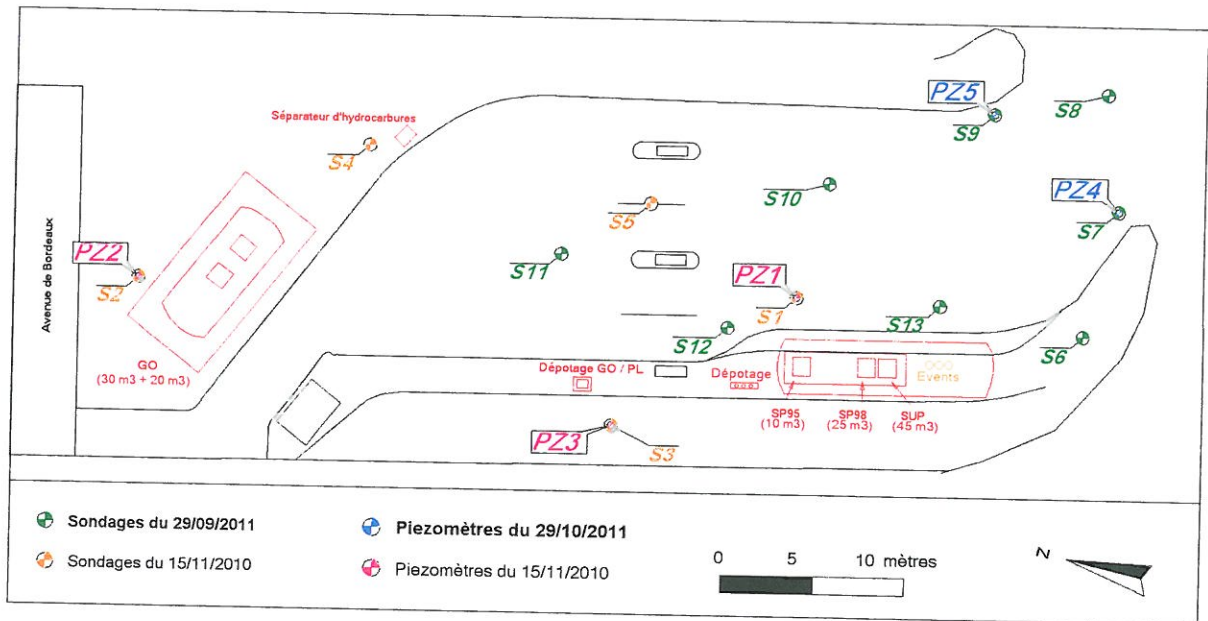 PZ5
S8
S9
Séparateur d'hydrocarbures
S4
S10
PZ4
S7
S5
Avenue de Bordeaux
PZ2
S2
S11
PZ1
S1
S13
S12
S6
GO
(30 m3 + 20 m3)
Dépotage GO / PL
Dépotage
Events
SP95
(10 m3)
SP98
(25 m3)
SUP
(45 m3)
PZ3
S3
Sondages du 29/09/2011
Piezomètres du 29/10/2011
Sondages du 15/11/2010
Piezomètres du 15/11/2010
0 5 10 mètres
N